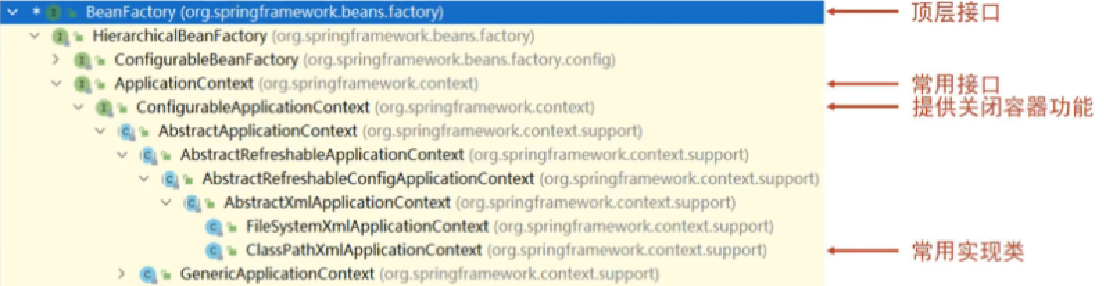 BeanFactory (org.springframework.beans.factory) 顶层接口
HierarchicalBeanFactory (org.springframework.beans.factory)
ConfigurableBeanFactory (org.springframework.beans.factory.config)
ApplicationContext (org.springframework.context) 常用接口
ConfigurableApplicationContext (org.springframework.context) 提供关闭容器功能
AbstractApplicationContext (org.springframework.context.support)
AbstractRefreshableApplicationContext (org.springframework.context.support)
AbstractRefreshableConfigApplicationContext (org.springframework.context.support)
AbstractXmlApplicationContext (org.springframework.context.support)
FileSystemXmlApplicationContext (org.springframework.context.support)
ClassPathXmlApplicationContext (org.springframework.context.support) 常用实现类
GenericApplicationContext (org.springframework.context.support)